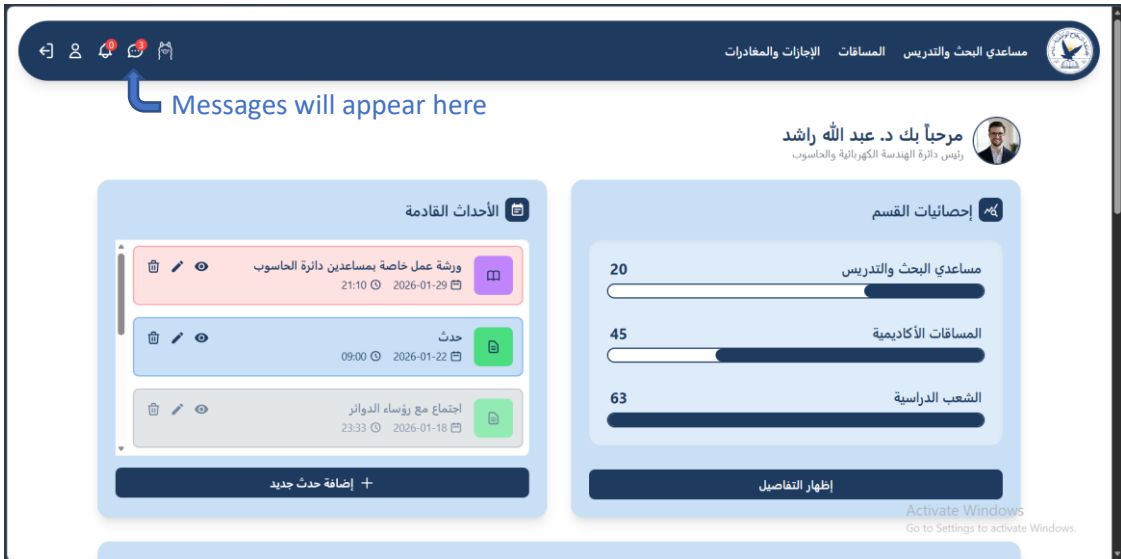 مساعدي البحث والتدريس المساقات الإجازات والمغادرات
3
0
Messages will appear here
مرحباً بك د. عبد الله راشد
رئيس دائرة الهندسة الكهربائية والحاسوب
إحصائيات القسم
مساعدي البحث والتدريس 20
المساقات الأكاديمية 45
الشعب الدراسية 63
إظهار التفاصيل
الأحداث القادمة
ورشة عمل خاصة بمساعدين دائرة الحاسوب
2026-01-29 21:10
حدث
2026-01-22 09:00
اجتماع مع رؤساء الدوائر
2026-01-18 23:33
+ إضافة حدث جديد
Activate Windows
Go to Settings to activate Windows.